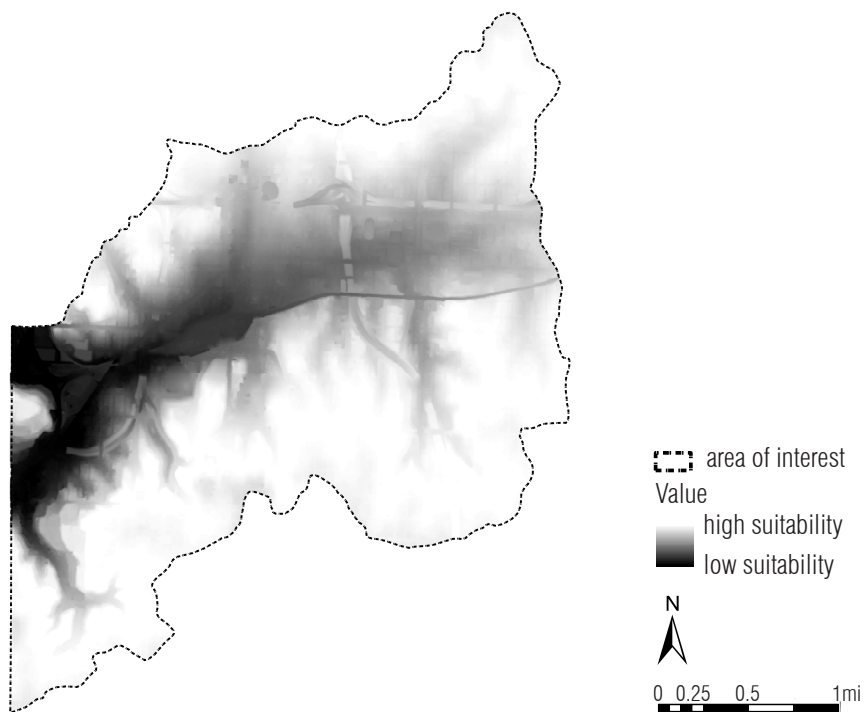 area of interest
Value
high suitability
low suitability
N
0 0.25 0.5 1mi